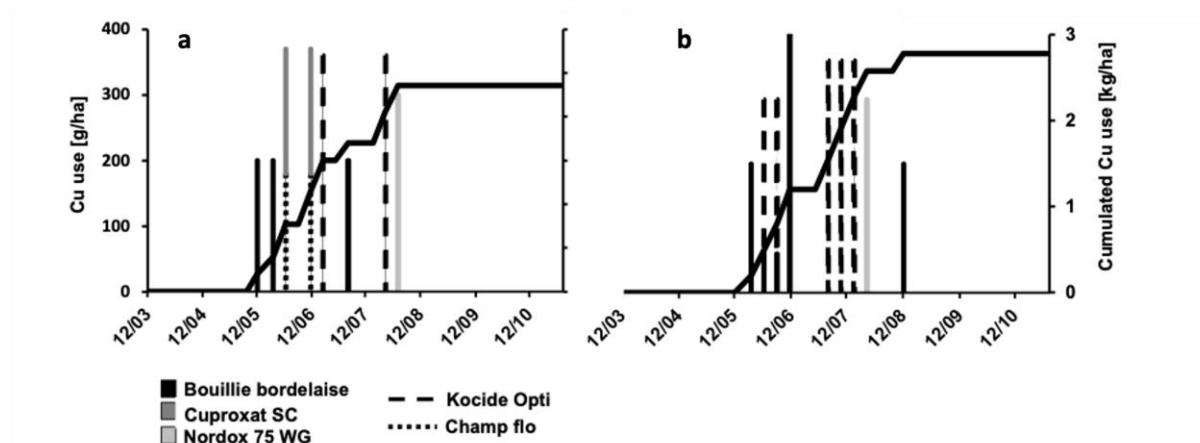 a
b
Cu use [g/ha]
400
300
200
100
0
12/03
12/04
12/05
12/06
12/07
12/08
12/09
12/10
12/03
12/04
12/05
12/06
12/07
12/08
12/09
12/10
3
2
1
0
Cumulated Cu use [kg/ha]
Bouillie bordelaise
Cuproxat SC
Nordox 75 WG
Kocide Opti
Champ flo